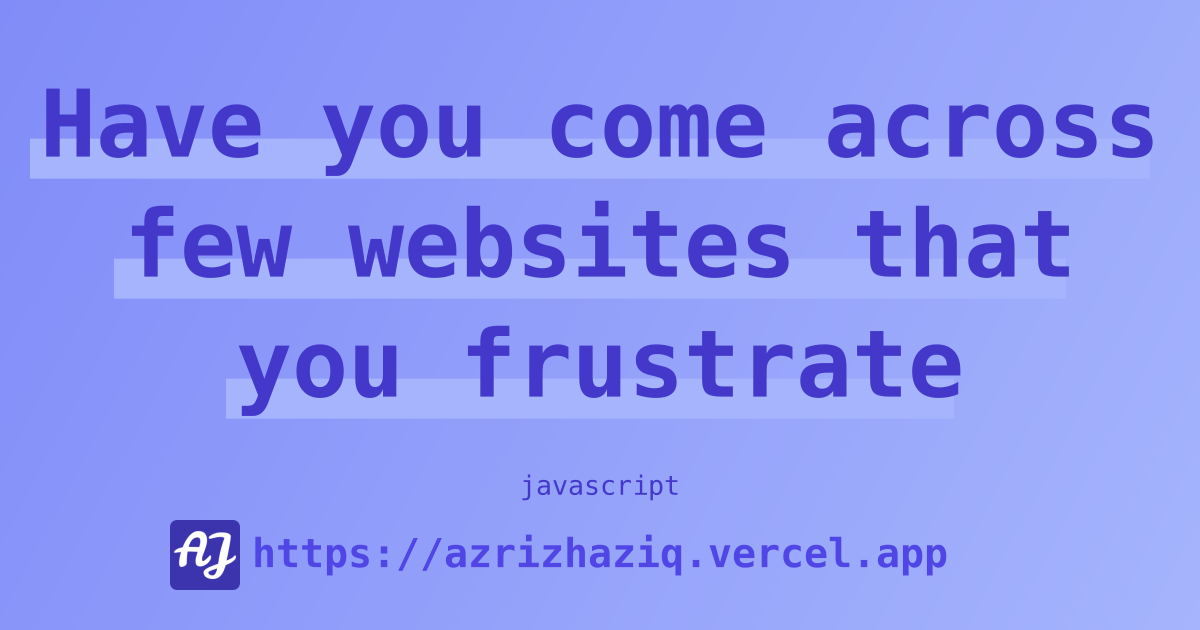 Have you come across
few websites that
you frustrate
javascript
AJ https://azrizhaziq.vercel.app